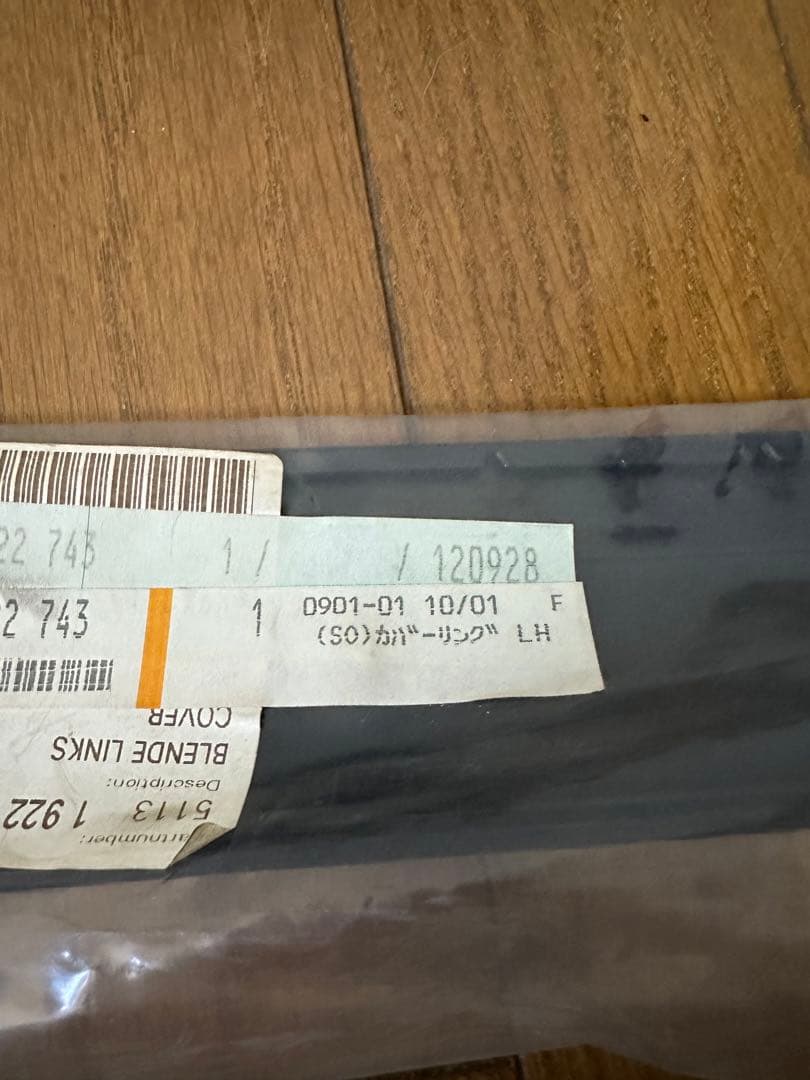 22 743 1 / / 120928
2 743 1 0901-01 10/01 F
(SO)カバーリング LH
COVER
BLENDE LINKS
Description:
5113 1 922
artnumber: